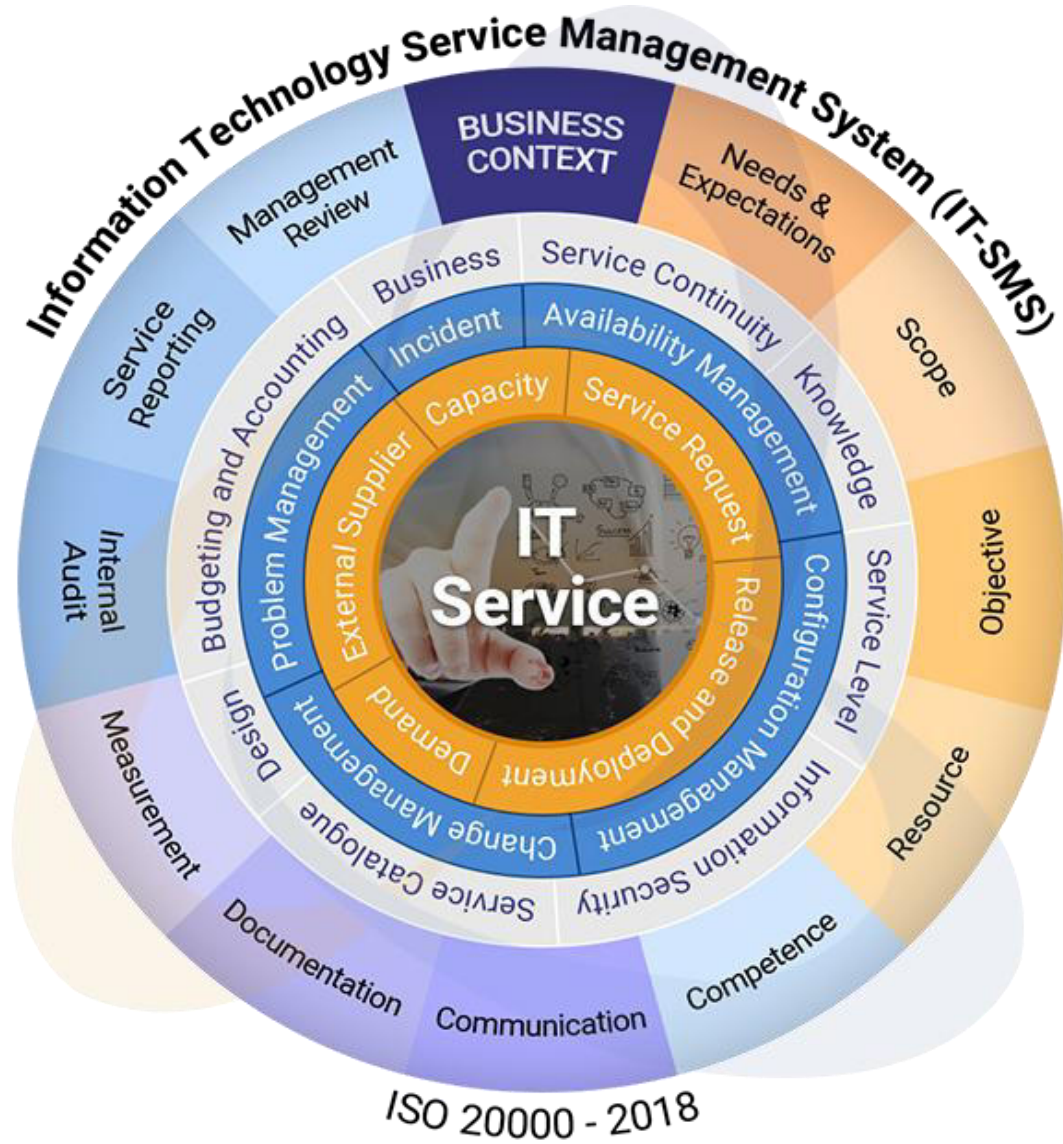 Information Technology Service Management System (IT-SMS)
BUSINESS
CONTEXT
Needs &
Expectations
Scope
Objective
Resource
Competence
Communication
Documentation
Measurement
Internal
Audit
Service
Reporting
Management
Review
Business
Service Continuity
Knowledge
Service Level
Information Security
Service Catalogue
Design
Budgeting and Accounting
Incident
Availability Management
Configuration Management
Change Management
Problem Management
Capacity
Service Request
Release and Deployment
Demand
External Supplier
IT
Service
Success
ISO 20000 - 2018